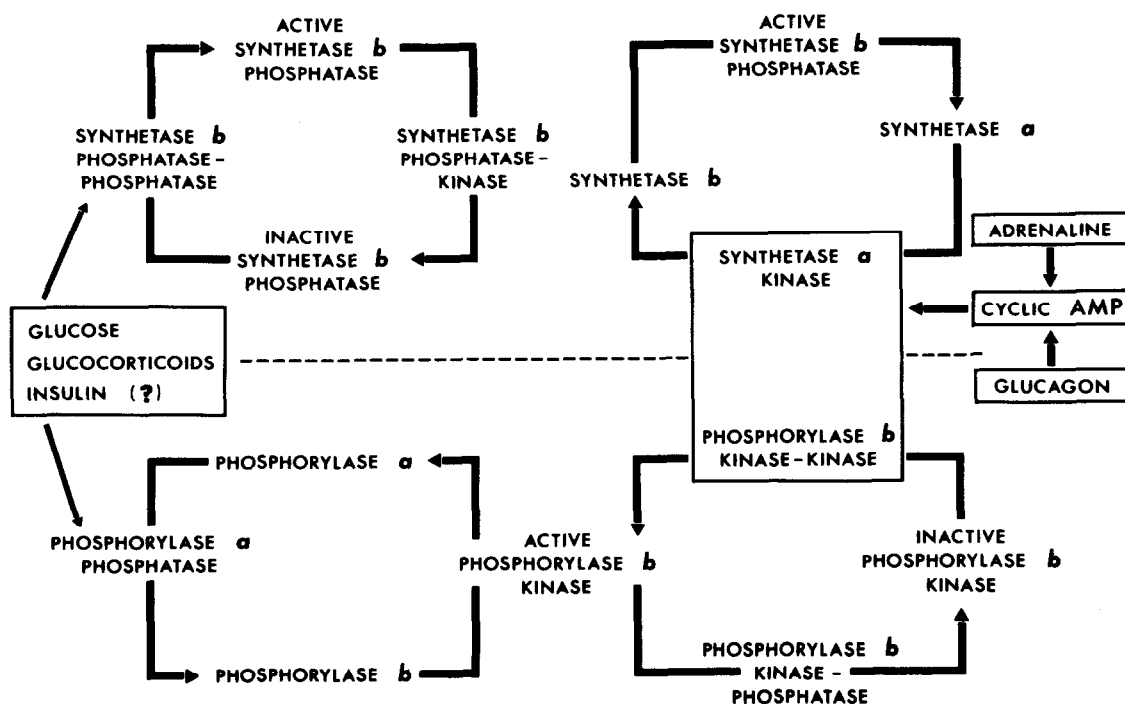 ACTIVE
SYNTHETASE b
PHOSPHATASE
SYNTHETASE b
PHOSPHATASE-
PHOSPHATASE
SYNTHETASE b
PHOSPHATASE-
KINASE
INACTIVE
SYNTHETASE b
PHOSPHATASE
ACTIVE
SYNTHETASE b
PHOSPHATASE
SYNTHETASE a
SYNTHETASE b
SYNTHETASE a
KINASE
ADRENALINE
CYCLIC AMP
GLUCAGON
GLUCOSE
GLUCOCORTICOIDS
INSULIN (?)
PHOSPHORYLASE b
KINASE-KINASE
PHOSPHORYLASE a
PHOSPHORYLASE a
PHOSPHATASE
ACTIVE
PHOSPHORYLASE b
KINASE
INACTIVE
PHOSPHORYLASE b
KINASE
PHOSPHORYLASE b
PHOSPHORYLASE b
KINASE-
PHOSPHATASE